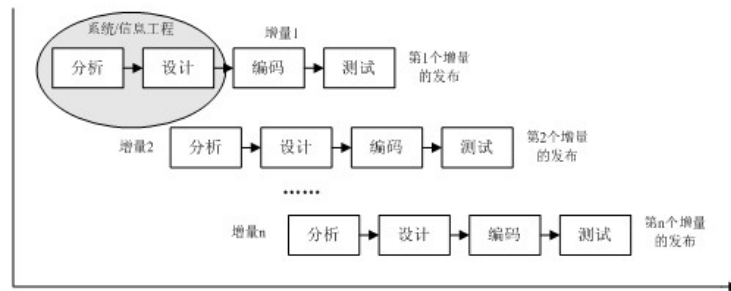 系统/信息工程
增量1
分析
设计
编码
测试
第1个增量
的发布
增量2
分析
设计
编码
测试
第2个增量
的发布
……
增量n
分析
设计
编码
测试
第n个增量
的发布